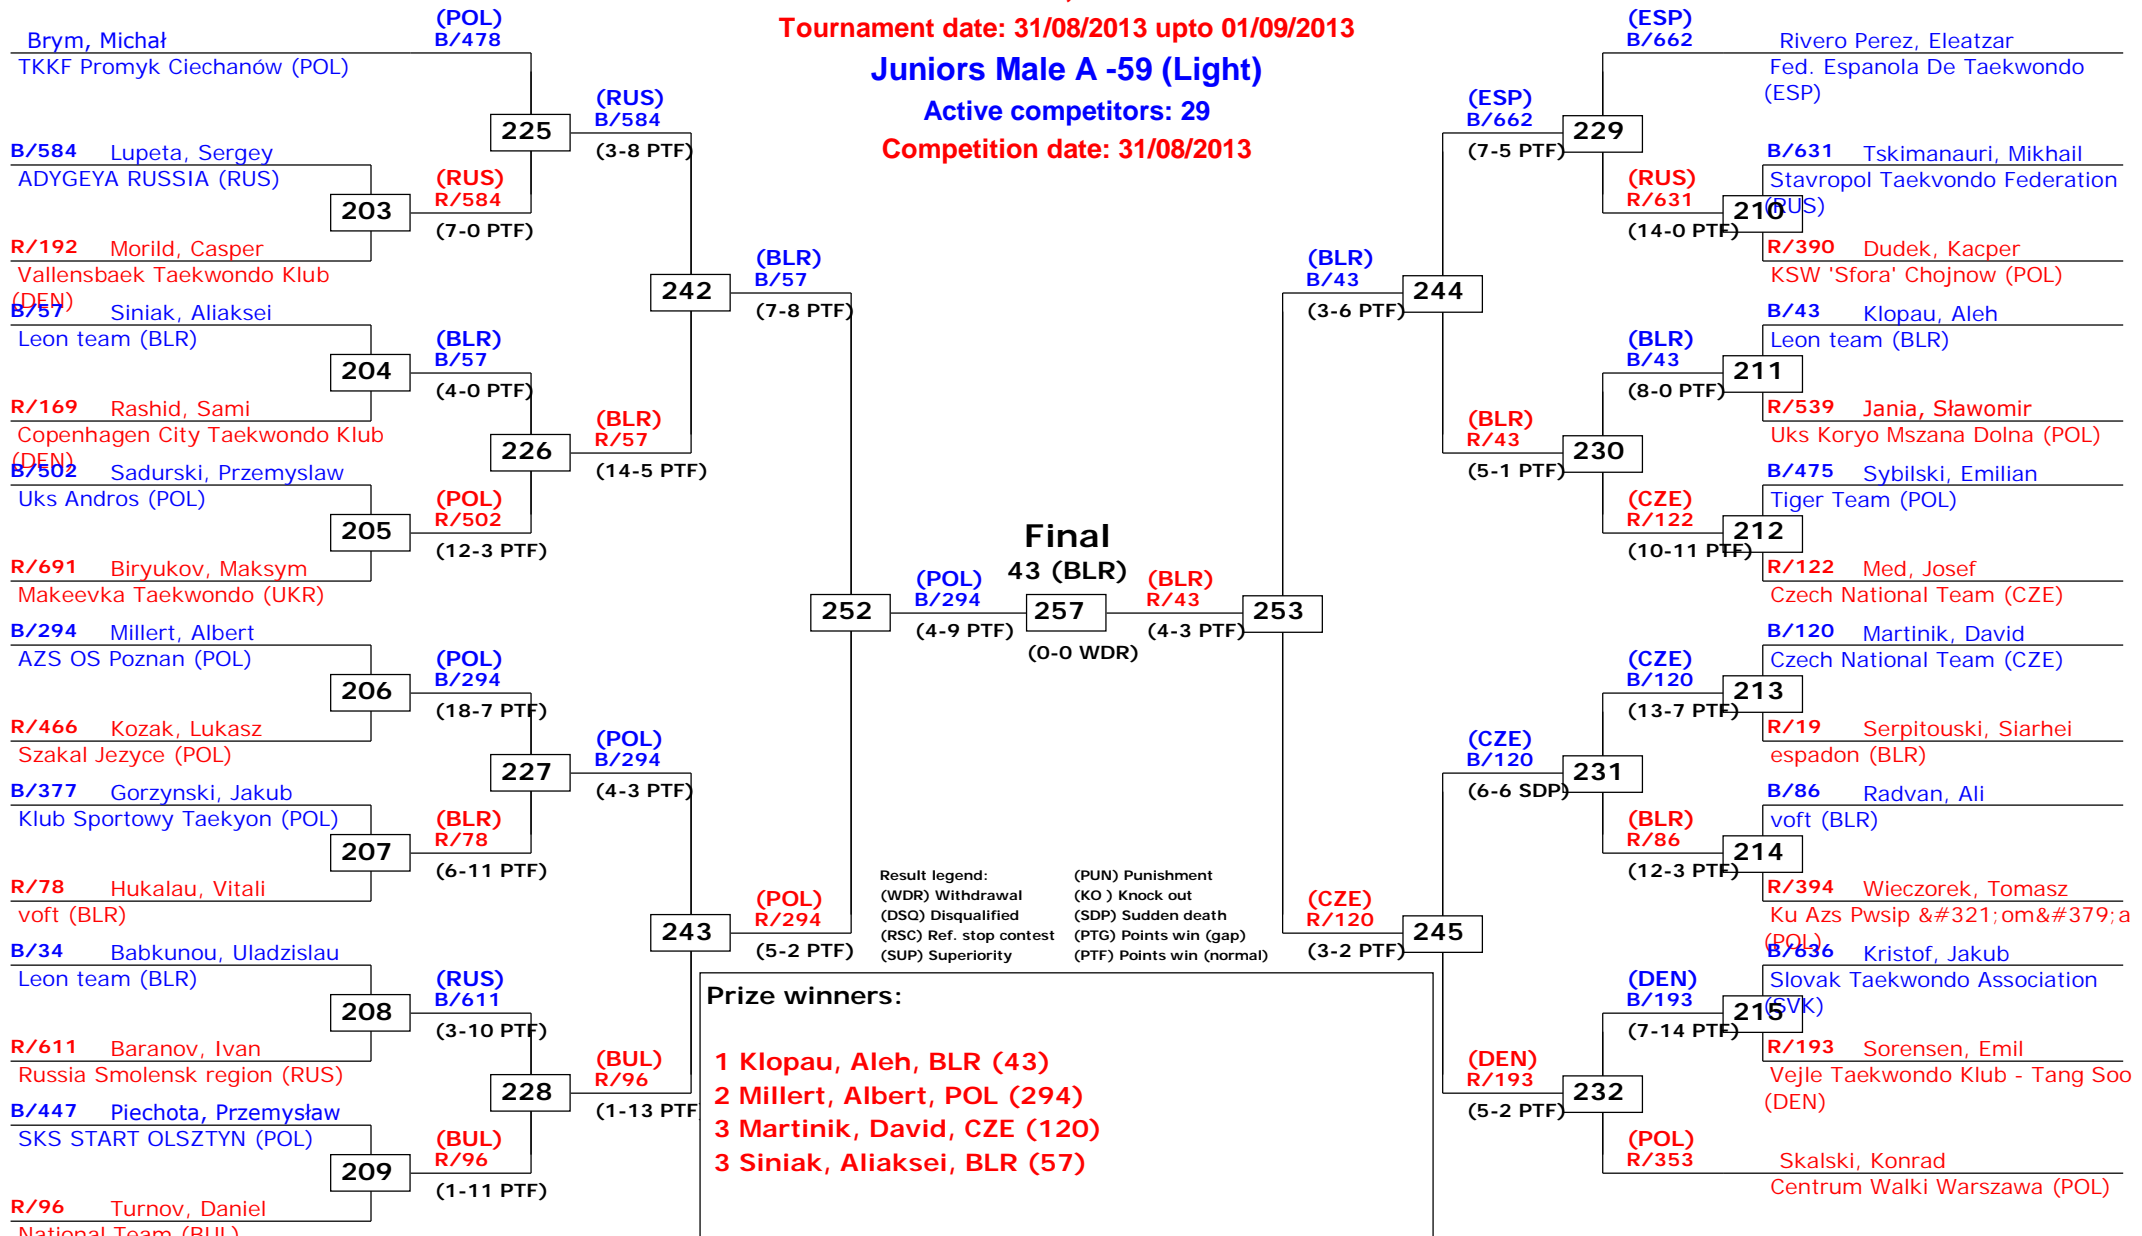 Tournament date: 31/08/2013 upto 01/09/2013
Juniors Male A -59 (Light)
Active competitors: 29
Competition date: 31/08/2013
(POL)
B/478
Brym, Michał
TKKF Promyk Ciechanów (POL)
B/584 Lupeta, Sergey
ADYGEYA RUSSIA (RUS)
R/192 Morild, Casper
Vallensbaek Taekwondo Klub
(DEN)
B/57 Siniak, Aliaksei
Leon team (BLR)
R/169 Rashid, Sami
Copenhagen City Taekwondo Klub
(DEN)
B/502 Sadurski, Przemyslaw
Uks Andros (POL)
R/691 Biryukov, Maksym
Makeevka Taekwondo (UKR)
B/294 Millert, Albert
AZS OS Poznan (POL)
R/466 Kozak, Lukasz
Szakal Jezyce (POL)
B/377 Gorzynski, Jakub
Klub Sportowy Taekyon (POL)
R/78 Hukalau, Vitali
voft (BLR)
B/34 Babkunou, Uladzislau
Leon team (BLR)
R/611 Baranov, Ivan
Russia Smolensk region (RUS)
B/447 Piechota, Przemysław
SKS START OLSZTYN (POL)
R/96 Turnov, Daniel
National Team (BUL)
203
(RUS)
R/584
(7-0 PTF)
204
(BLR)
B/57
(4-0 PTF)
205
(POL)
R/502
(12-3 PTF)
206
(POL)
B/294
(18-7 PTF)
207
(BLR)
R/78
(6-11 PTF)
208
(RUS)
B/611
(3-10 PTF)
209
(BUL)
R/96
(1-11 PTF)
225
(RUS)
B/584
(3-8 PTF)
226
(BLR)
R/57
(14-5 PTF)
227
(POL)
B/294
(4-3 PTF)
228
(BUL)
R/96
(1-13 PTF
242
(BLR)
B/57
(7-8 PTF)
243
(POL)
R/294
(5-2 PTF)
252
(POL)
B/294
(4-9 PTF)
Final
43 (BLR)
257
(0-0 WDR)
(BLR)
R/43
(4-3 PTF)
253
(BLR)
B/43
(3-6 PTF)
244
(CZE)
R/120
(3-2 PTF)
245
(ESP)
B/662
(7-5 PTF)
229
(BLR)
R/43
(5-1 PTF)
230
(CZE)
B/120
(6-6 SDP)
231
(DEN)
R/193
(5-2 PTF)
232
(ESP)
B/662
(RUS)
R/631
(14-0 PTF)
210
(BLR)
B/43
(8-0 PTF)
211
(CZE)
R/122
(10-11 PTF)
212
(CZE)
B/120
(13-7 PTF)
213
(BLR)
R/86
(12-3 PTF)
214
(DEN)
B/193
(7-14 PTF)
215
(POL)
R/353
Rivero Perez, Eleatzar
Fed. Espanola De Taekwondo
(ESP)
B/631 Tskimanauri, Mikhail
Stavropol Taekvondo Federation
(RUS)
R/390 Dudek, Kacper
KSW 'Sfora' Chojnow (POL)
B/43 Klopau, Aleh
Leon team (BLR)
R/539 Jania, Sławomir
Uks Koryo Mszana Dolna (POL)
B/475 Sybilski, Emilian
Tiger Team (POL)
R/122 Med, Josef
Czech National Team (CZE)
B/120 Martinik, David
Czech National Team (CZE)
R/19 Serpitouski, Siarhei
espadon (BLR)
B/86 Radvan, Ali
voft (BLR)
R/394 Wieczorek, Tomasz
Ku Azs Pwsip &#321;om&#379;a
(POL)
B/636 Kristof, Jakub
Slovak Taekwondo Association
(SVK)
R/193 Sorensen, Emil
Vejle Taekwondo Klub - Tang Soo
(DEN)
Skalski, Konrad
Centrum Walki Warszawa (POL)
Result legend:
(WDR) Withdrawal
(DSQ) Disqualified
(RSC) Ref. stop contest
(SUP) Superiority
(PUN) Punishment
(KO ) Knock out
(SDP) Sudden death
(PTG) Points win (gap)
(PTF) Points win (normal)
Prize winners:
1 Klopau, Aleh, BLR (43)
2 Millert, Albert, POL (294)
3 Martinik, David, CZE (120)
3 Siniak, Aliaksei, BLR (57)